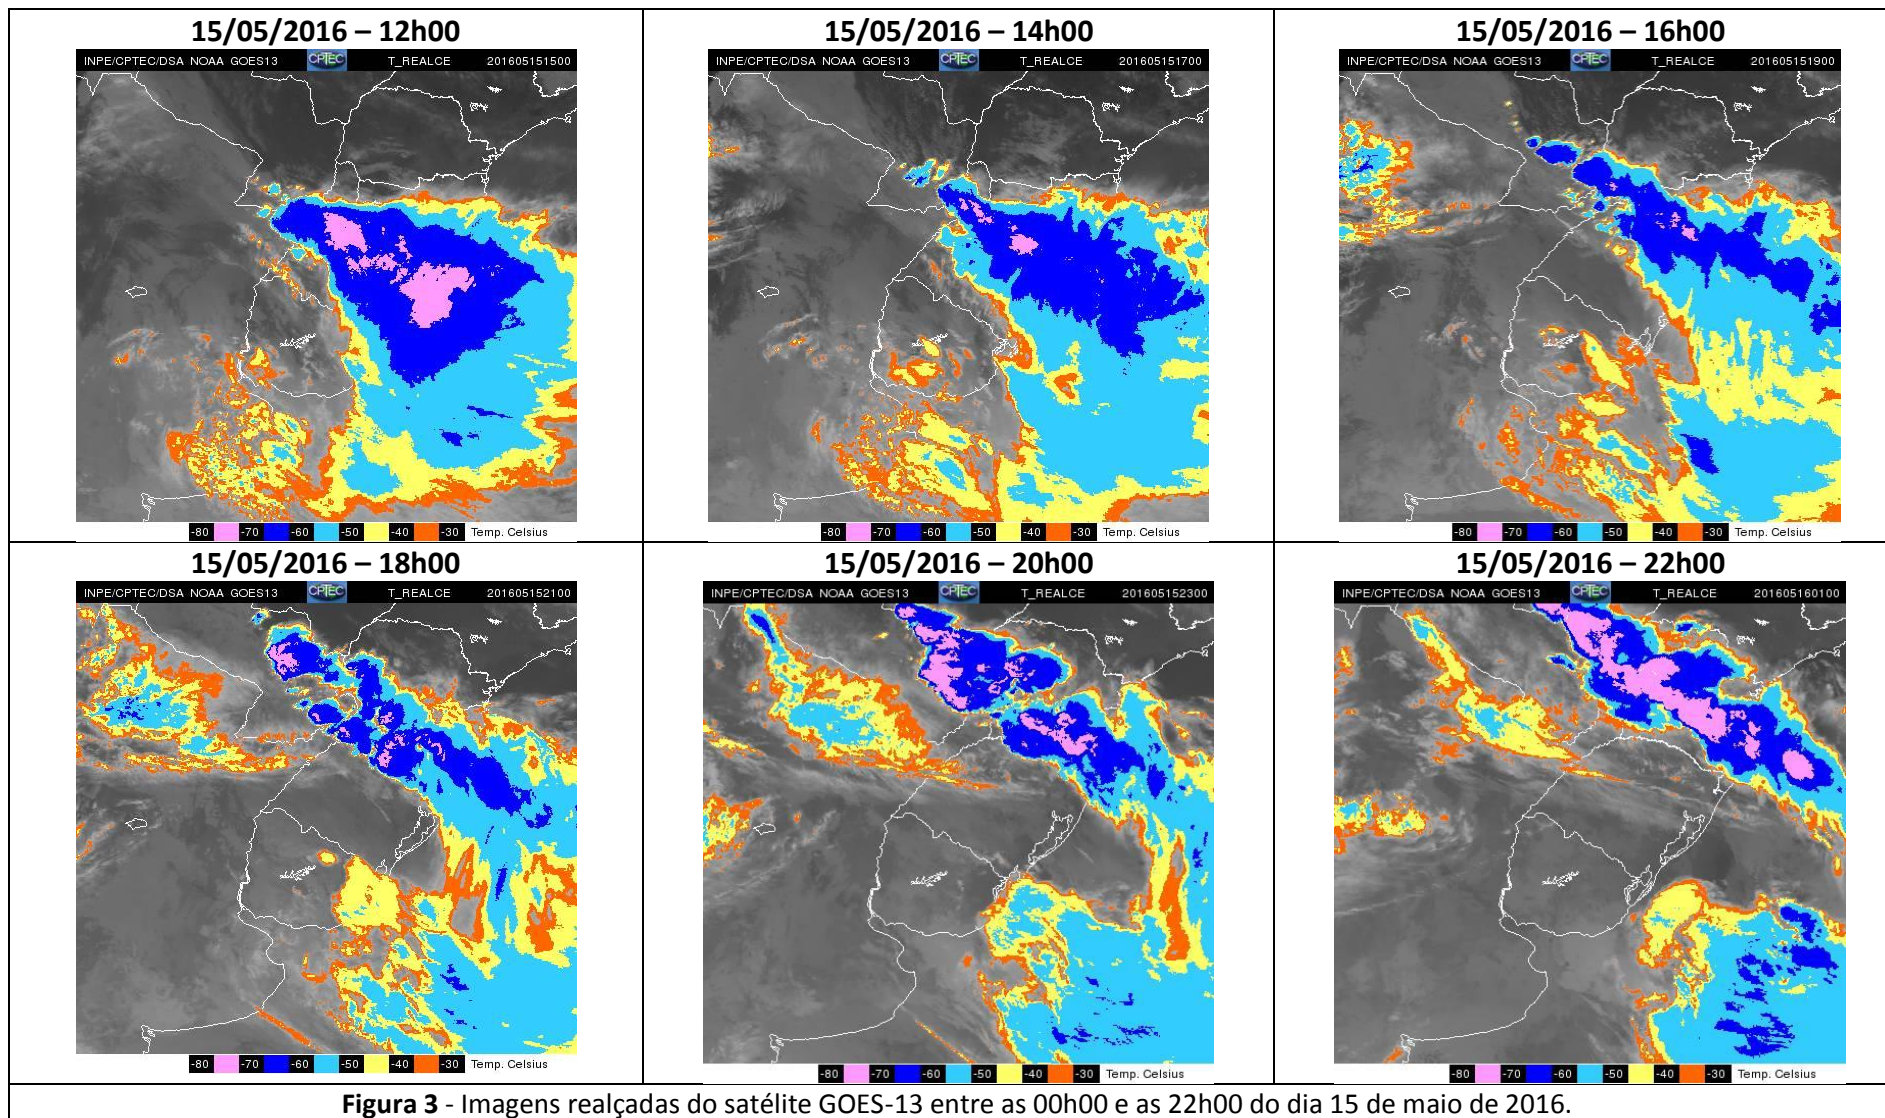 15/05/2016 – 12h00
INPE/CPTEC/DSA NOAA GOES13 CPTEC T_REALCE 201605151500
-80 -70 -60 -50 -40 -30 Temp. Celsius
15/05/2016 – 14h00
INPE/CPTEC/DSA NOAA GOES13 CPTEC T_REALCE 201605151700
-80 -70 -60 -50 -40 -30 Temp. Celsius
15/05/2016 – 16h00
INPE/CPTEC/DSA NOAA GOES13 CPTEC T_REALCE 201605151900
-80 -70 -60 -50 -40 -30 Temp. Celsius
15/05/2016 – 18h00
INPE/CPTEC/DSA NOAA GOES13 CPTEC T_REALCE 201605152100
-80 -70 -60 -50 -40 -30 Temp. Celsius
15/05/2016 – 20h00
INPE/CPTEC/DSA NOAA GOES13 CPTEC T_REALCE 201605152300
-80 -70 -60 -50 -40 -30 Temp. Celsius
15/05/2016 – 22h00
INPE/CPTEC/DSA NOAA GOES13 CPTEC T_REALCE 201605160100
-80 -70 -60 -50 -40 -30 Temp. Celsius
Figura 3 - Imagens realçadas do satélite GOES-13 entre as 00h00 e as 22h00 do dia 15 de maio de 2016.